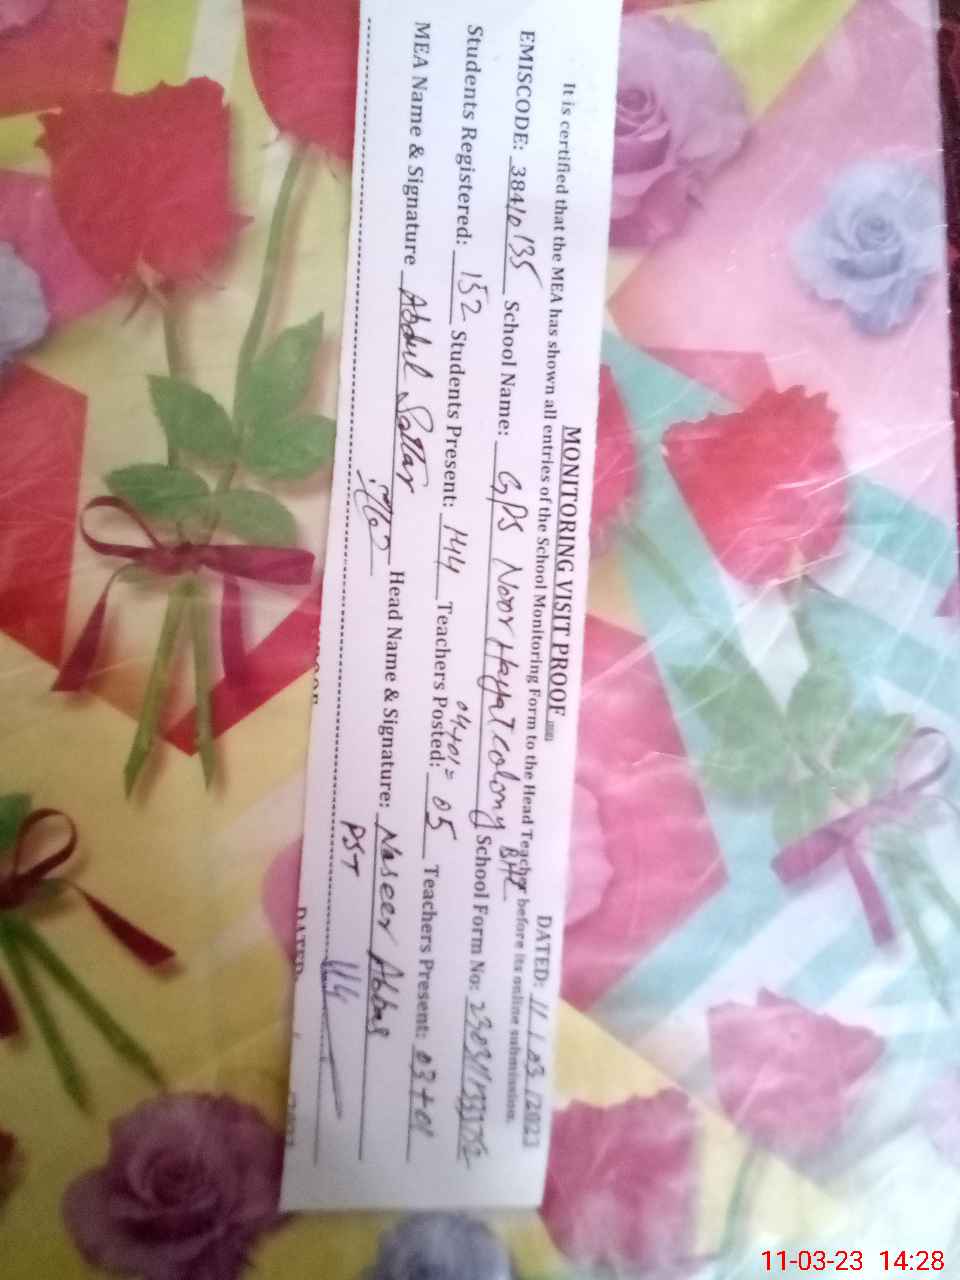 MONITORING VISIT PROOF
DATED: 11/03/2023
It is certified that the MEA has shown all entries of the School Monitoring Form to the Head Teacher before its online submission.
EMISCODE: 38410135 School Name: GPS Noor Hayat colony School Form No:
04+01=
Students Registered: 152 Students Present: 144 Teachers Posted: 05 Teachers Present: 03+01
MEA Name & Signature Abdul Sattar Head Name & Signature: Naseer Abbas
PST
DATED:
11-03-23 14:28